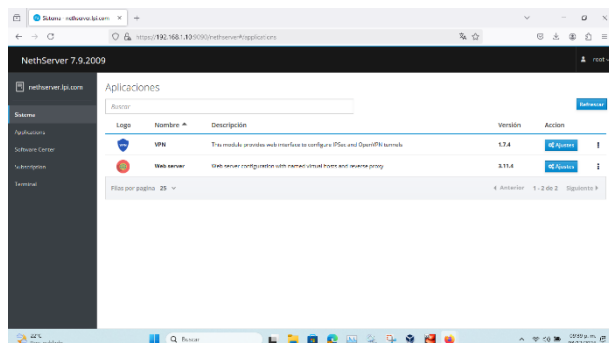 Sistema - nethserver.lpi.com
https://192.168.1.10:9090/nethserver#/applications
NethServer 7.9.2009
root
nethserver.lpi.com
Sistema
Applications
Software Center
Subscription
Terminal
Aplicaciones
Buscar
Refrescar
Logo Nombre Descripción Versión Accion
VPN This module provides web interface to configure IPSec and OpenVPN tunnels 1.7.4 Ajustes
Web server Web server configuration with named virtual hosts and reverse proxy 3.11.4 Ajustes
Filas por pagina 25 Anterior 1 - 2 de 2 Siguiente
22°C
Buscar
09:59 p. m.